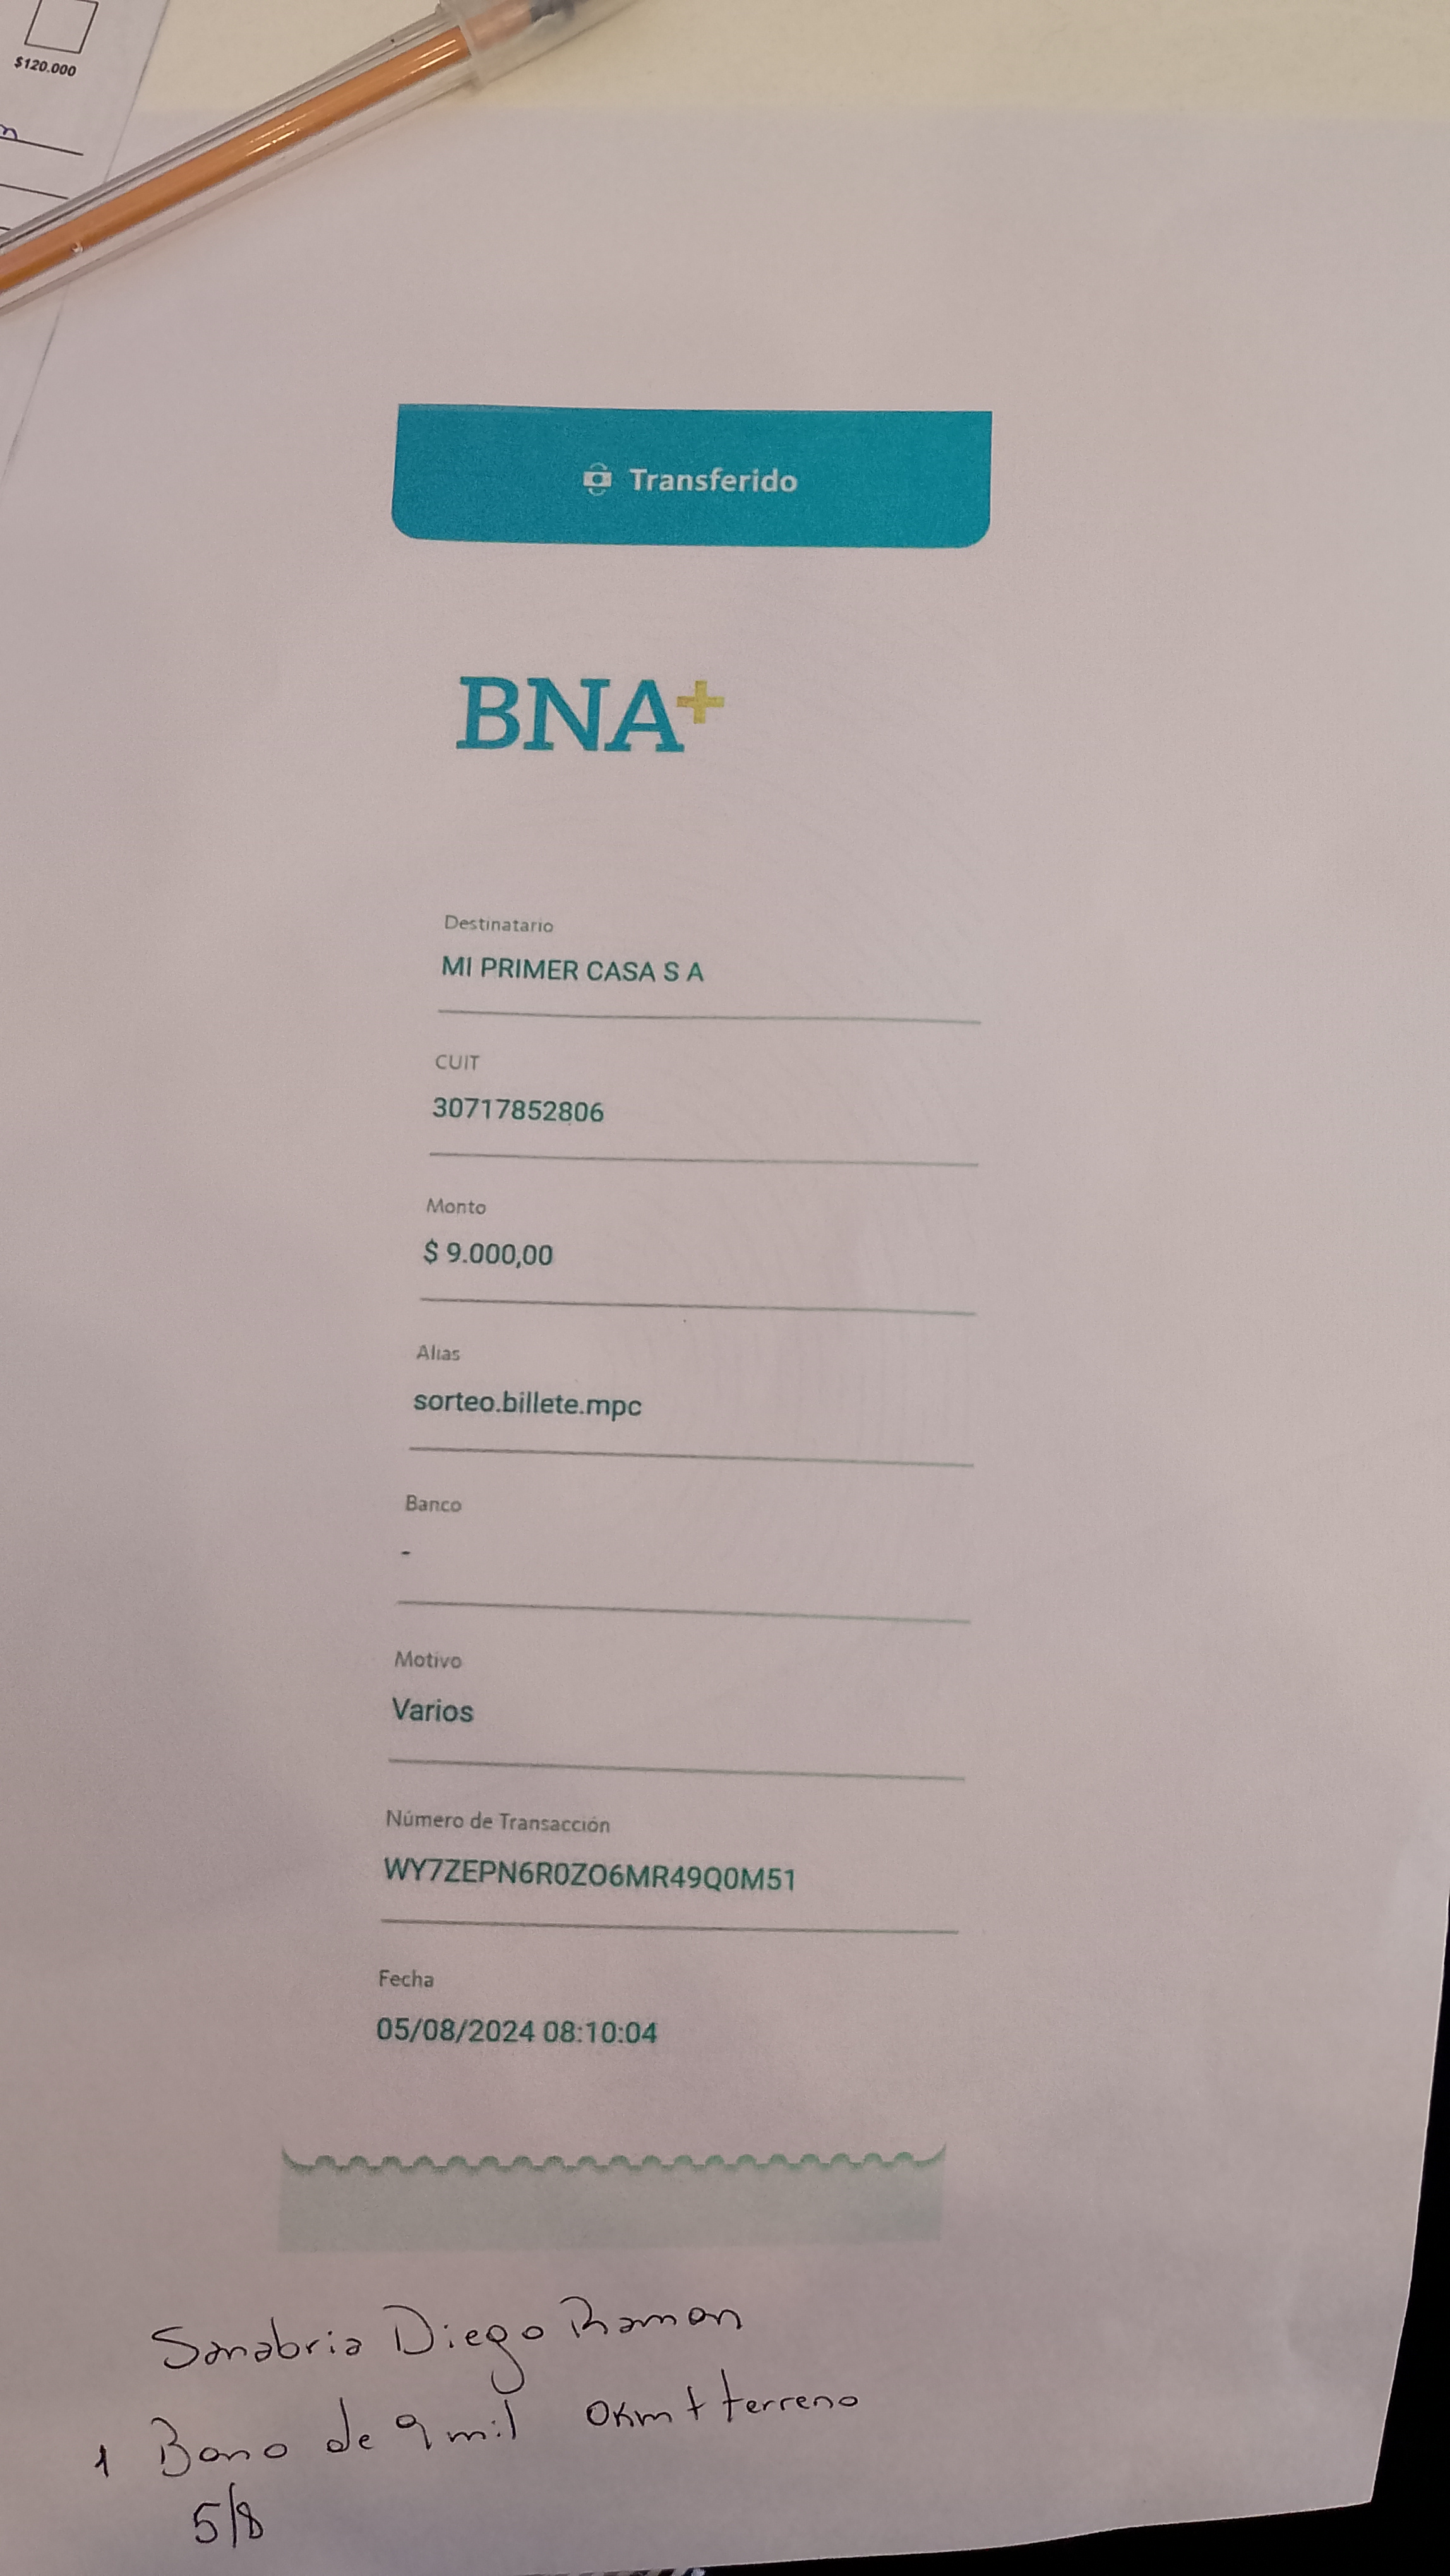 $120.000
Transferido
BNA+
Destinatario
MI PRIMER CASA S A
CUIT
30717852806
Monto
$ 9.000,00
Alias
sorteo.billete.mpc
Banco
-
Motivo
Varios
Número de Transacción
WY7ZEPN6R0ZO6MR49Q0M51
Fecha
05/08/2024 08:10:04
Sanabria Diego Ramon
1 Bono de 9 mil 0Km + terreno
5/8